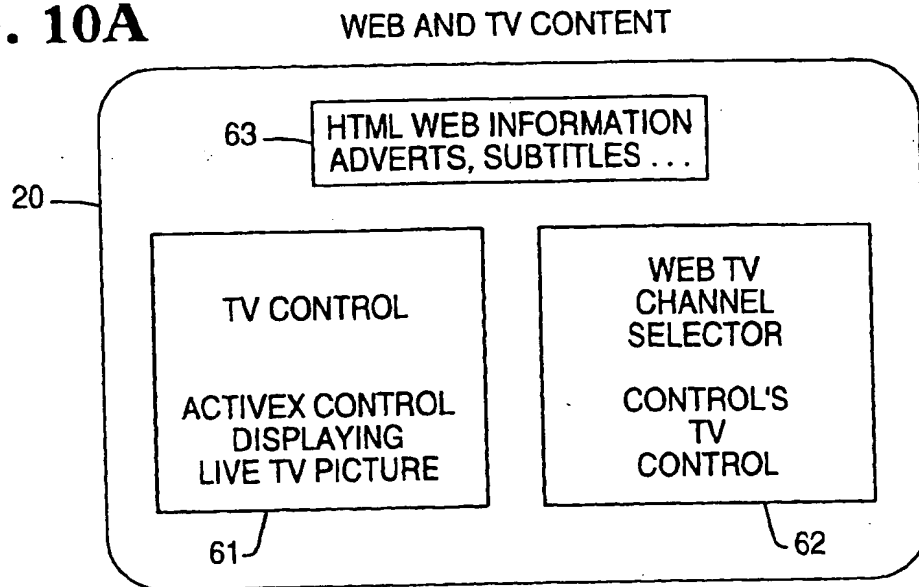 . 10A
WEB AND TV CONTENT
63
HTML WEB INFORMATION
ADVERTS, SUBTITLES . . .
20
TV CONTROL
ACTIVEX CONTROL
DISPLAYING
LIVE TV PICTURE
61
WEB TV
CHANNEL
SELECTOR
CONTROL'S
TV
CONTROL
62